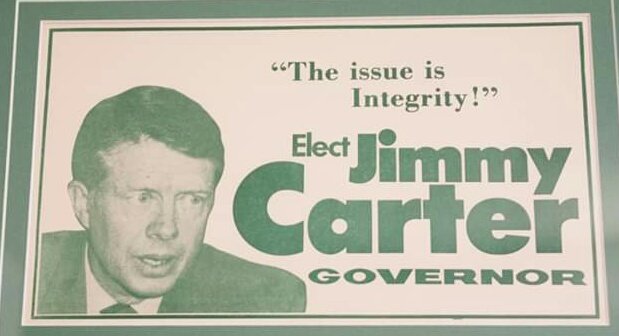 “The issue is
Integrity!”
Elect Jimmy
Carter
GOVERNOR